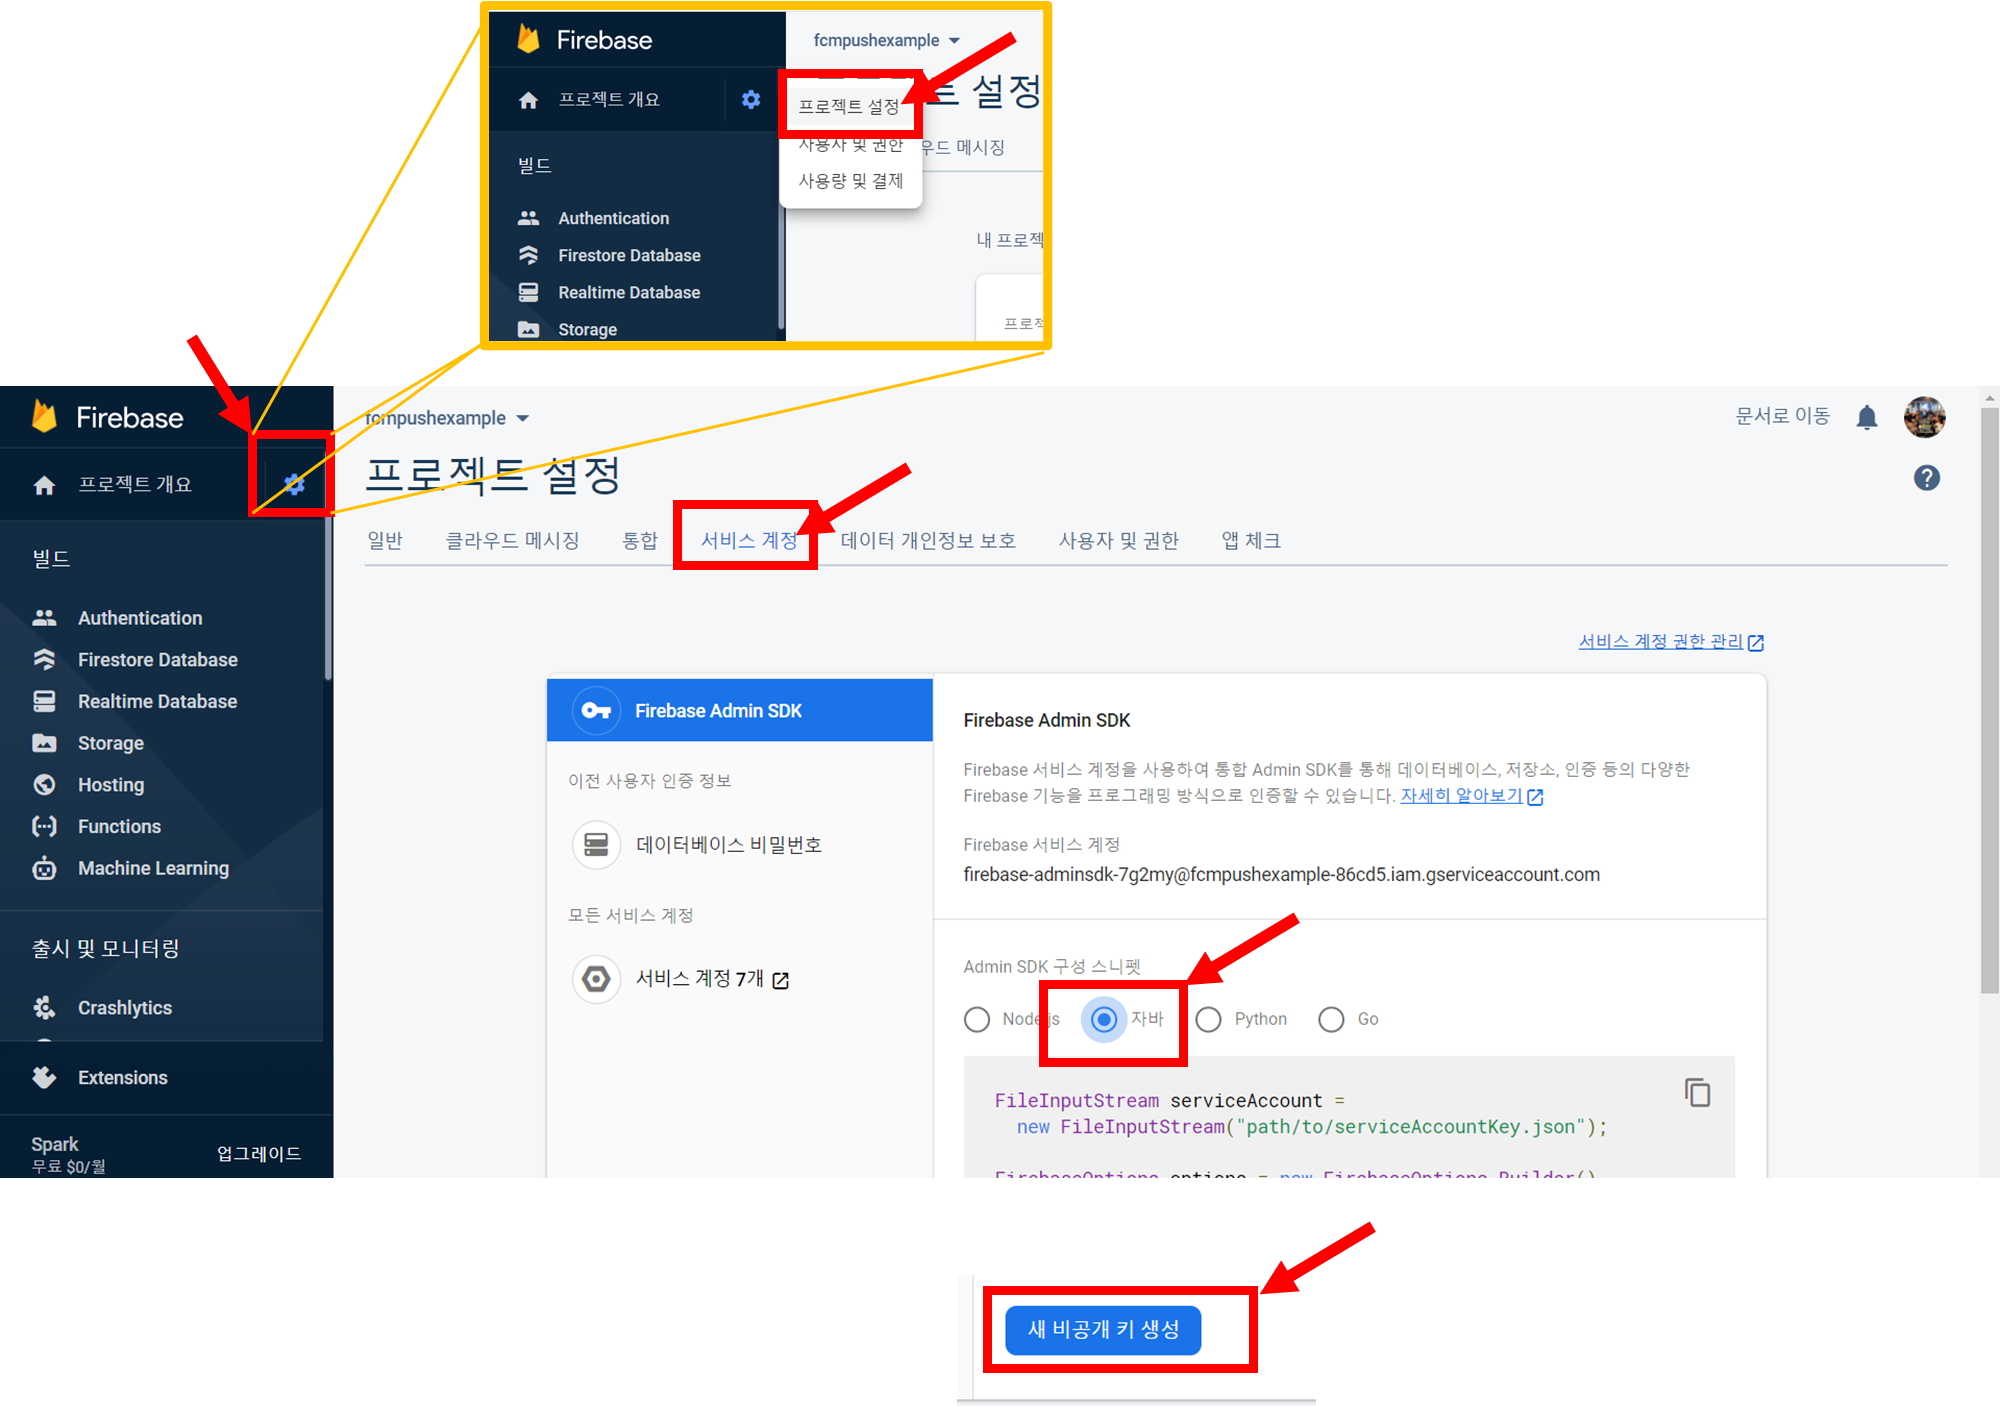 Firebase
fcmpushexample
프로젝트 개요
프로젝트 설정
트 설정
사용자 및 권한
우드 메시징
사용량 및 결제
빌드
Authentication
Firestore Database
Realtime Database
Storage
내 프로젝
프로젝
Firebase
fcmpushexample
문서로 이동
프로젝트 개요
프로젝트 설정
일반
클라우드 메시징
통합
서비스 계정
데이터 개인정보 보호
사용자 및 권한
앱 체크
빌드
Authentication
Firestore Database
Realtime Database
Storage
Hosting
Functions
Machine Learning
출시 및 모니터링
Crashlytics
Extensions
Spark
무료 $0/월
업그레이드
서비스 계정 권한 관리
Firebase Admin SDK
이전 사용자 인증 정보
데이터베이스 비밀번호
모든 서비스 계정
서비스 계정 7개
Firebase Admin SDK
Firebase 서비스 계정을 사용하여 통합 Admin SDK를 통해 데이터베이스, 저장소, 인증 등의 다양한
Firebase 기능을 프로그래밍 방식으로 인증할 수 있습니다. 자세히 알아보기
Firebase 서비스 계정
firebase-adminsdk-7g2my@fcmpushexample-86cd5.iam.gserviceaccount.com
Admin SDK 구성 스니펫
Node.js
자바
Python
Go
FileInputStream serviceAccount =
new FileInputStream("path/to/serviceAccountKey.json");
FirebaseOptions options = new FirebaseOptions.Builder()
새 비공개 키 생성